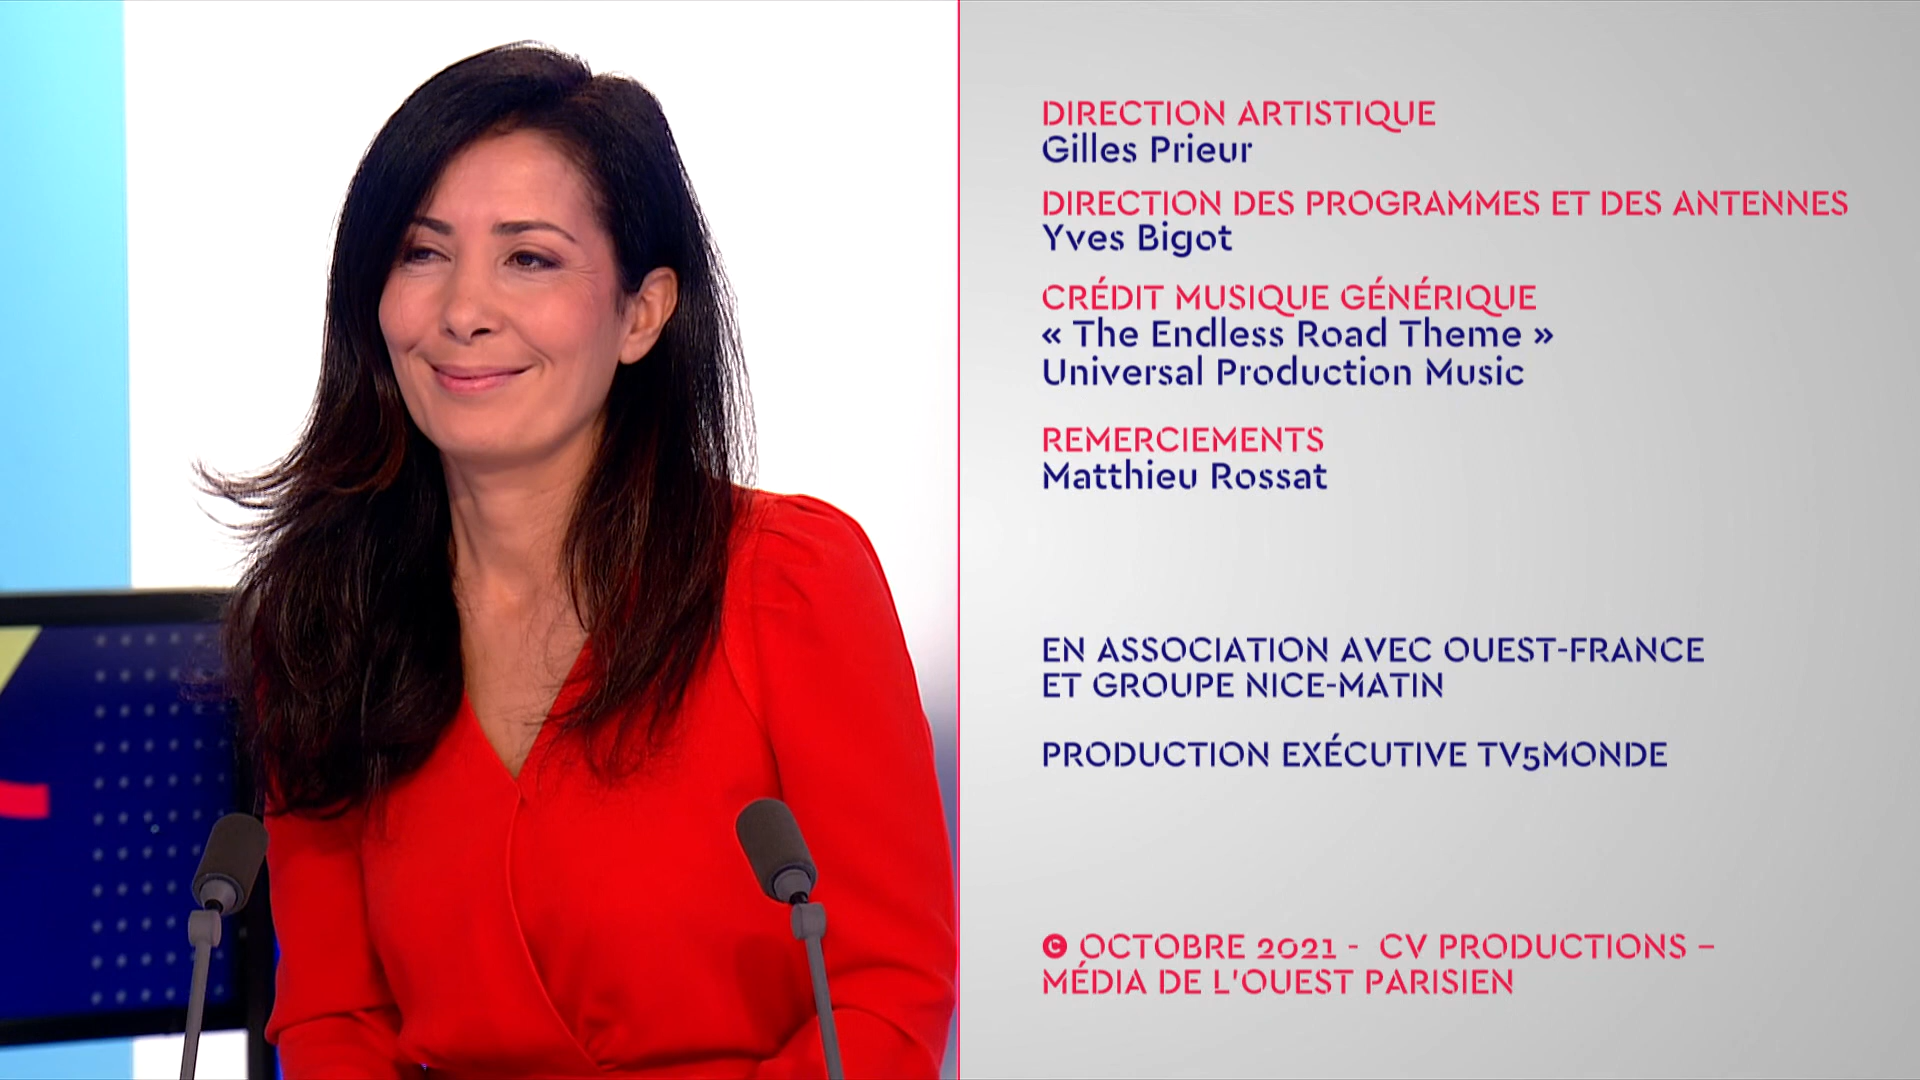 DIRECTION ARTISTIQUE
Gilles Prieur
DIRECTION DES PROGRAMMES ET DES ANTENNES
Yves Bigot
CRÉDIT MUSIQUE GÉNÉRIQUE
« The Endless Road Theme »
Universal Production Music
REMERCIEMENTS
Matthieu Rossat
EN ASSOCIATION AVEC OUEST-FRANCE
ET GROUPE NICE-MATIN
PRODUCTION EXÉCUTIVE TV5MONDE
© OCTOBRE 2021 - CV PRODUCTIONS –
MÉDIA DE L'OUEST PARISIEN